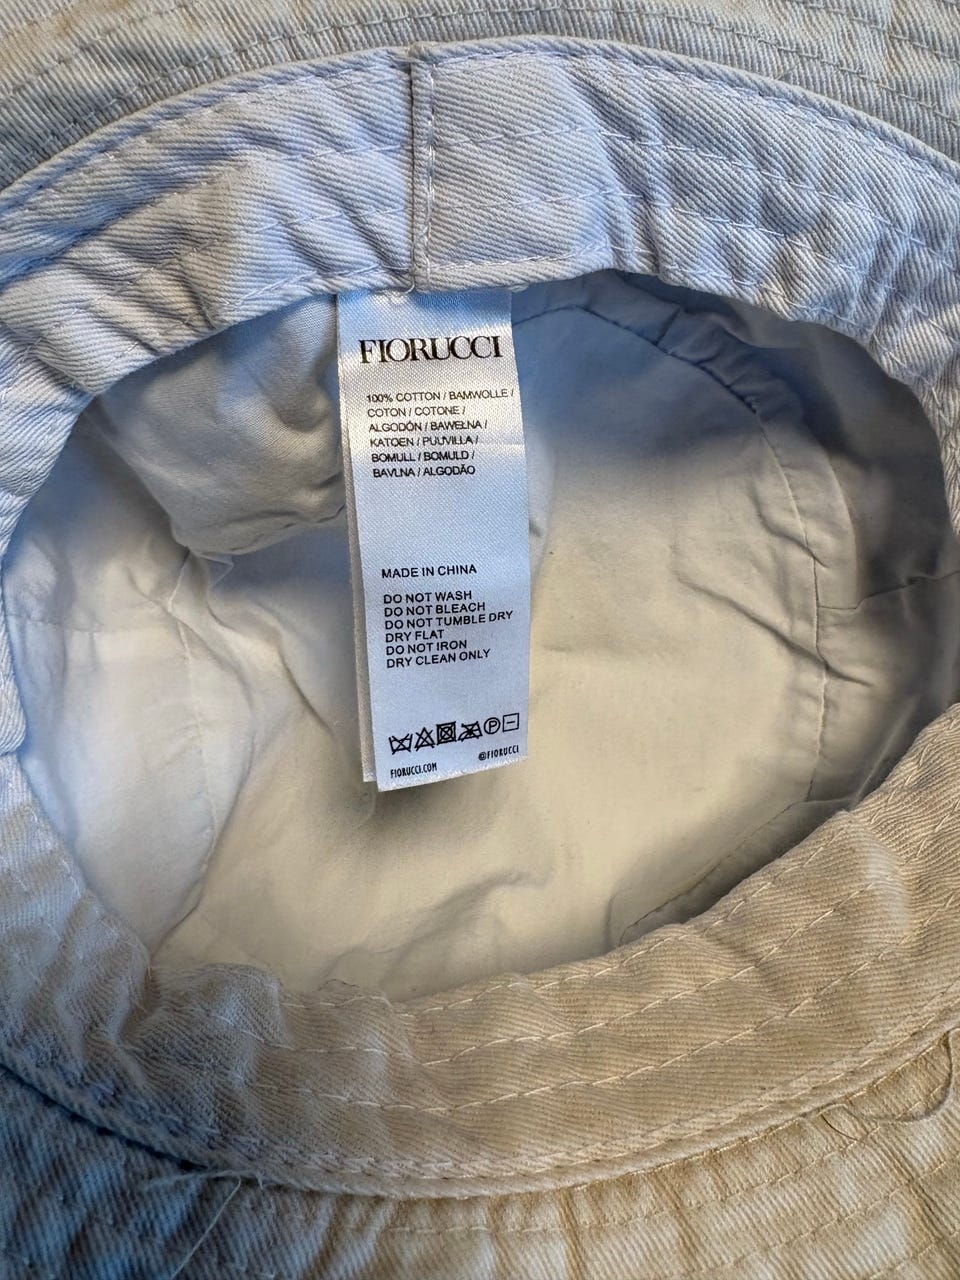 FIORUCCI
100% COTTON / BAMWOLLE /
COTON / COTONE /
ALGODÓN / BAWEŁNA /
KATOEN / PUUVILLA /
BOMULL / BOMULD /
BAVLNA / ALGODÃO
MADE IN CHINA
DO NOT WASH
DO NOT BLEACH
DO NOT TUMBLE DRY
DRY FLAT
DO NOT IRON
DRY CLEAN ONLY
P
FIORUCCI.COM @FIORUCCI